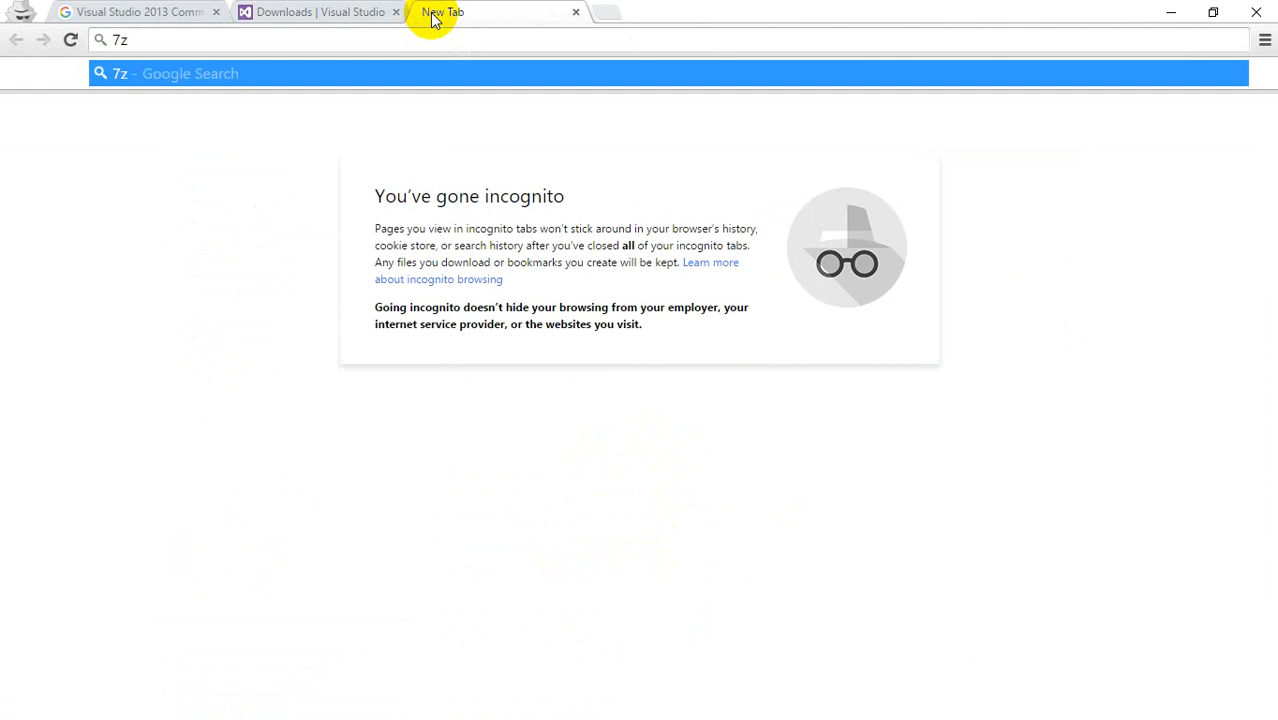 Visual Studio 2013 Comm
Downloads | Visual Studio
New Tab
7z
7z - Google Search
You've gone incognito
Pages you view in incognito tabs won't stick around in your browser's history,
cookie store, or search history after you've closed all of your incognito tabs.
Any files you download or bookmarks you create will be kept. Learn more
about incognito browsing
Going incognito doesn't hide your browsing from your employer, your
internet service provider, or the websites you visit.